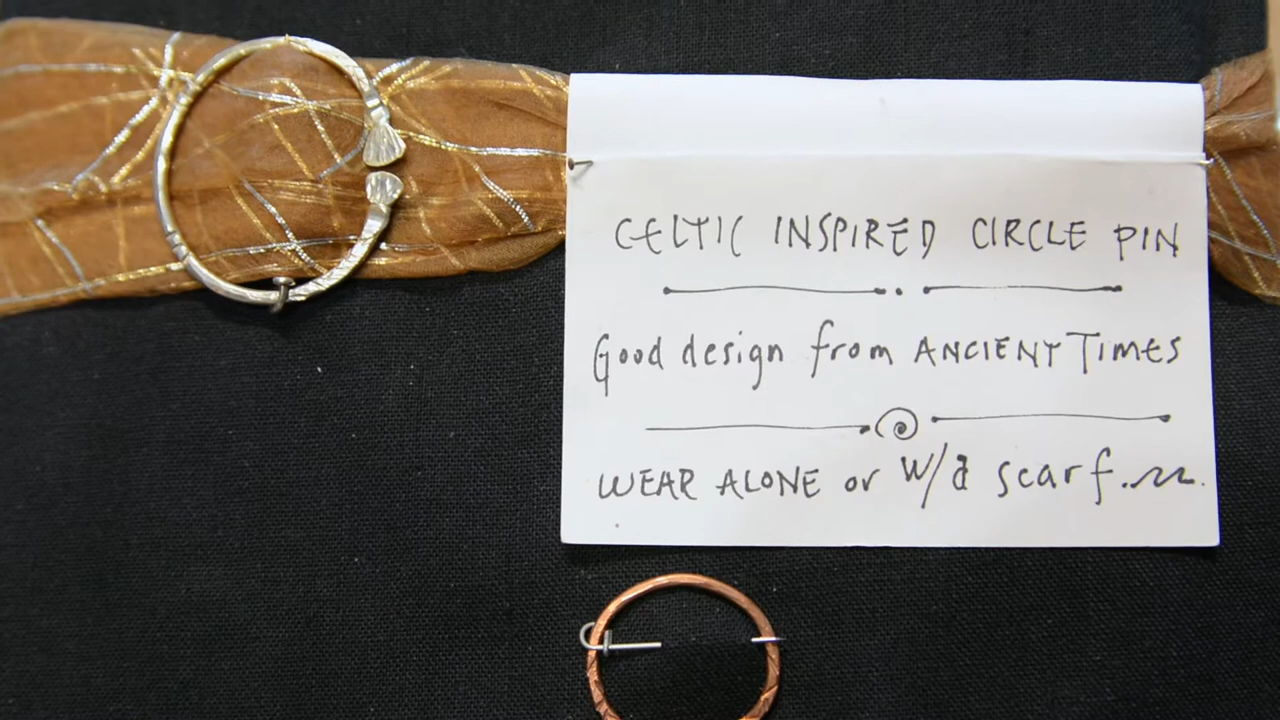 CELTIC INSPIRED CIRCLE PIN
Good design from ANCIENT TIMES
WEAR ALONE or w/a scarf.